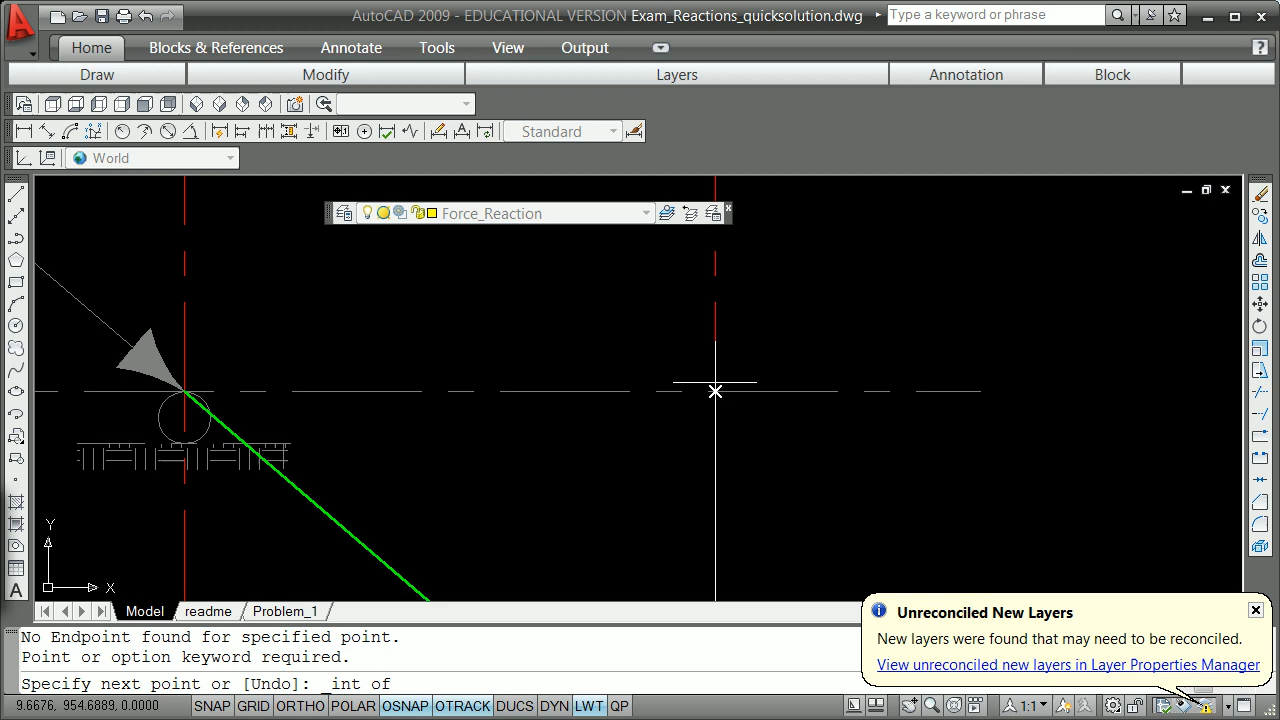 AutoCAD 2009 - EDUCATIONAL VERSION Exam_Reactions_quicksolution.dwg
Type a keyword or phrase
Home Blocks & References Annotate Tools View Output
Draw Modify Layers Annotation Block
Standard
World
Force_Reaction
Y
X
Model readme Problem_1
No Endpoint found for specified point.
Point or option keyword required.
Specify next point or [Undo]: _int of
Unreconciled New Layers
New layers were found that may need to be reconciled.
View unreconciled new layers in Layer Properties Manager
9.6676, 954.6889, 0.0000 SNAP GRID ORTHO POLAR OSNAP OTRACK DUCS DYN LWT QP 1:1